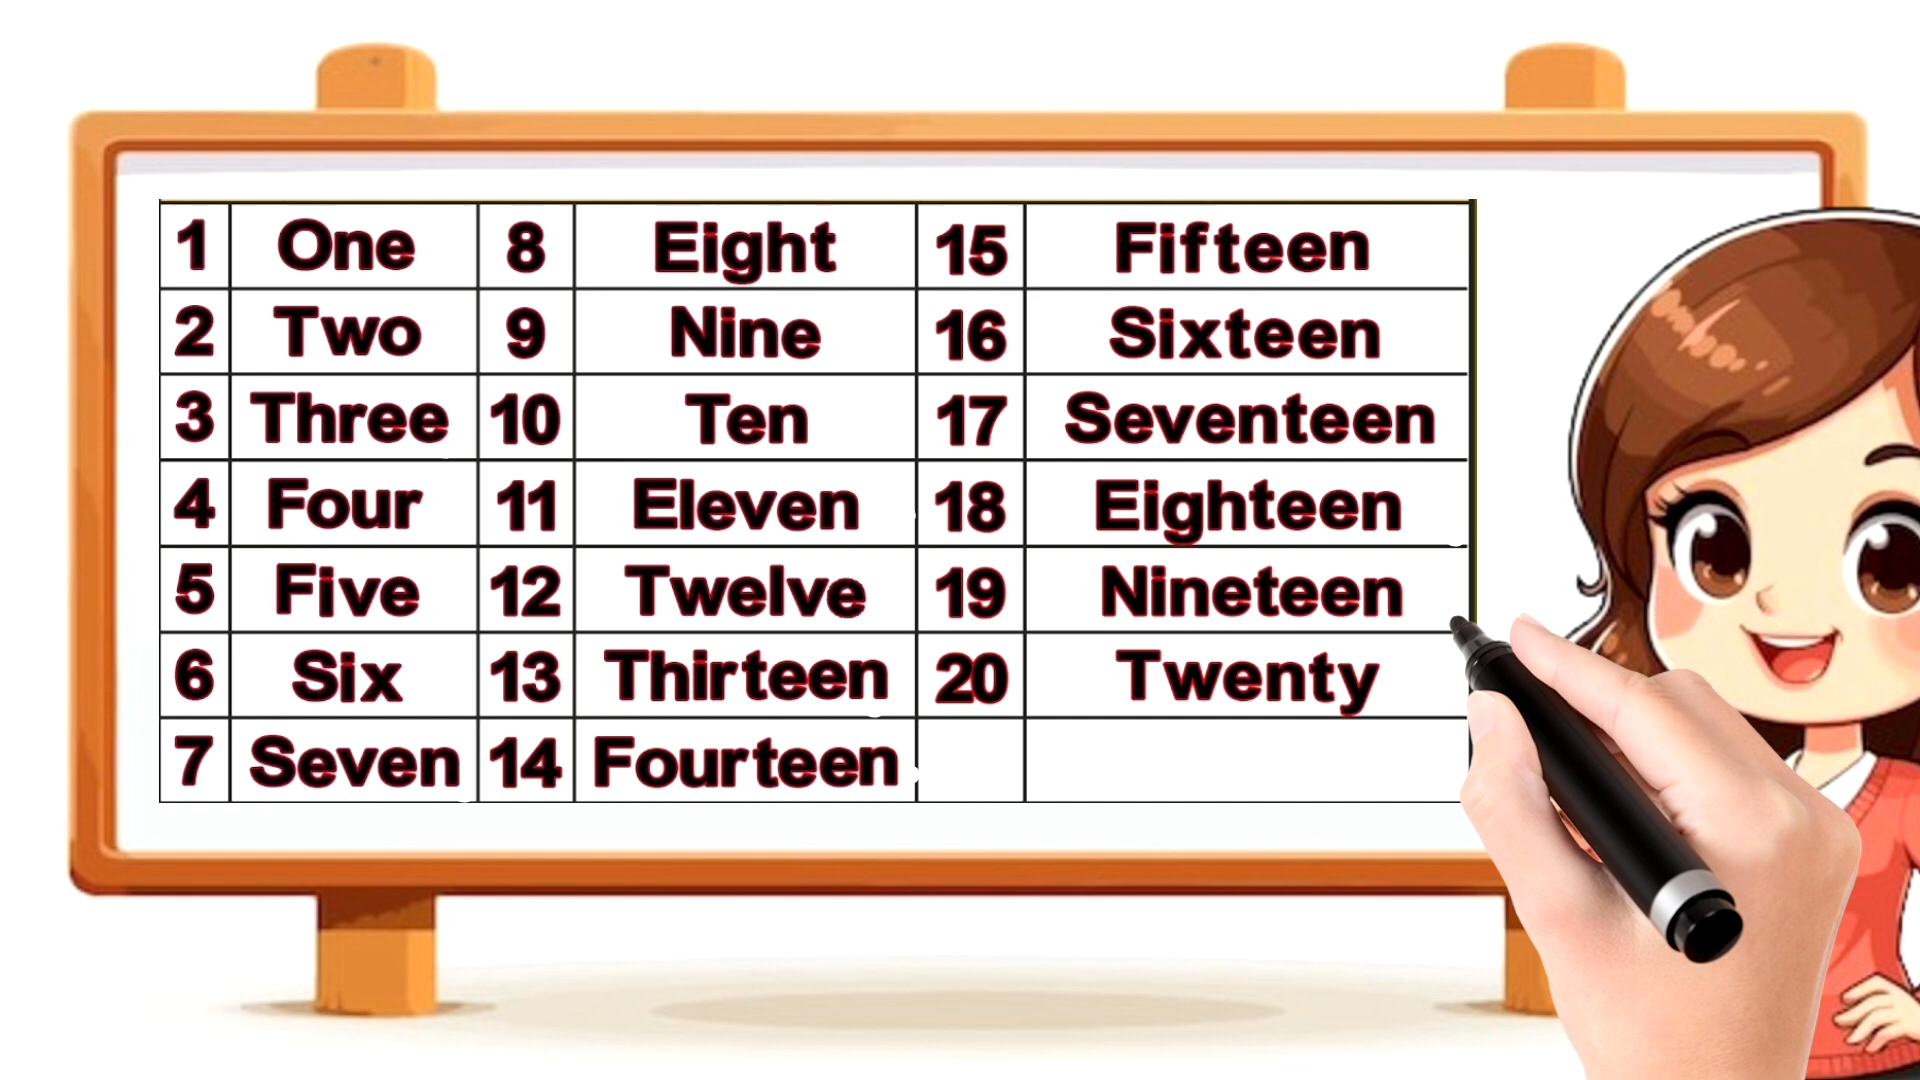 1 One 8 Eight 15 Fifteen
2 Two 9 Nine 16 Sixteen
3 Three 10 Ten 17 Seventeen
4 Four 11 Eleven 18 Eighteen
5 Five 12 Twelve 19 Nineteen
6 Six 13 Thirteen 20 Twenty
7 Seven 14 Fourteen